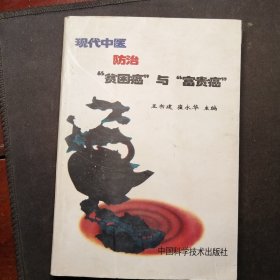 现代中医
防治
“贫困癌”与“富贵癌”
王书建 崔永华 主编
中国科学技术出版社